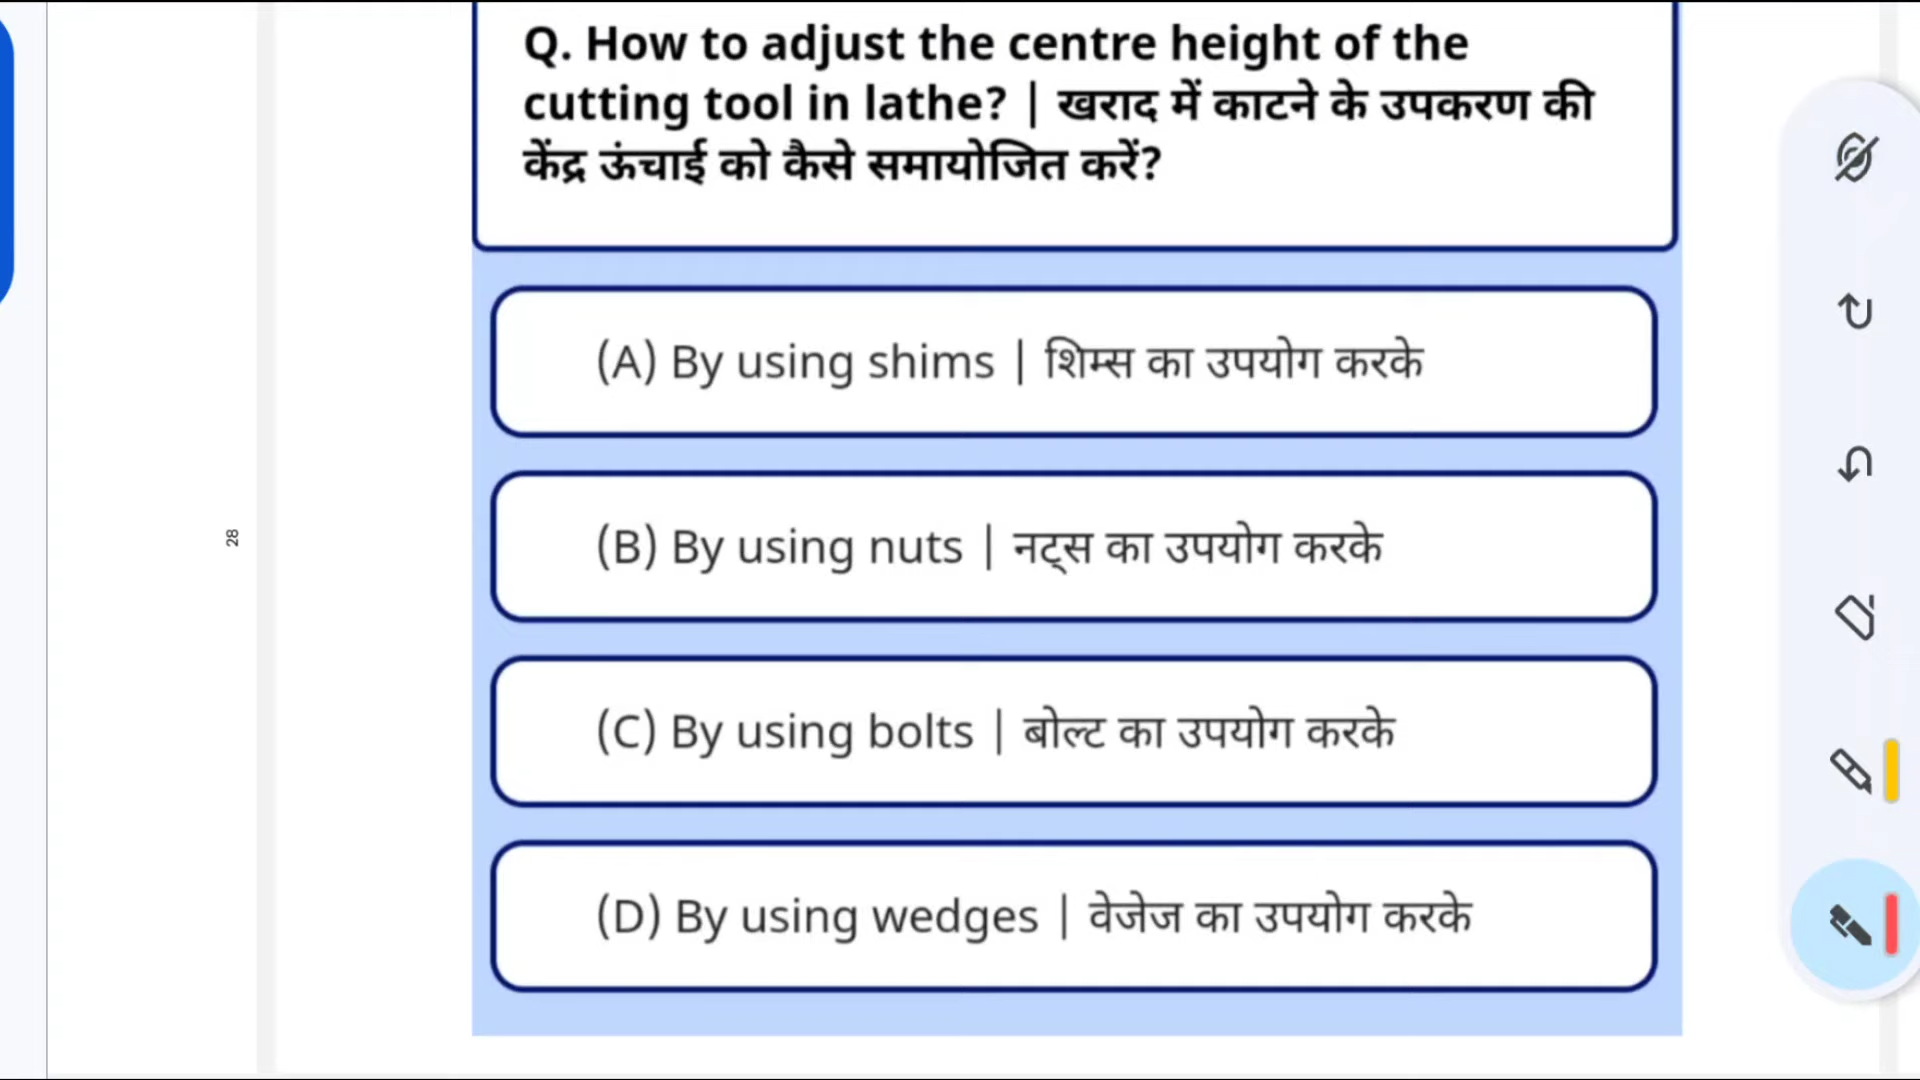 Q. How to adjust the centre height of the
cutting tool in lathe? | खराद में काटने के उपकरण की
केंद्र ऊंचाई को कैसे समायोजित करें?
(A) By using shims | शिम्स का उपयोग करके
(B) By using nuts | नट्स का उपयोग करके
28
(C) By using bolts | बोल्ट का उपयोग करके
(D) By using wedges | वेजेज का उपयोग करके